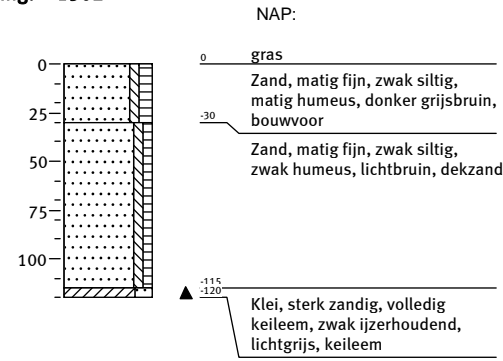 NAP:
0
gras
0
Zand, matig fijn, zwak siltig,
matig humeus, donker grijsbruin,
bouwvoor
25
-30
Zand, matig fijn, zwak siltig,
zwak humeus, lichtbruin, dekzand
50
75
100
-115
-120
Klei, sterk zandig, volledig
keileem, zwak ijzerhoudend,
lichtgrijs, keileem